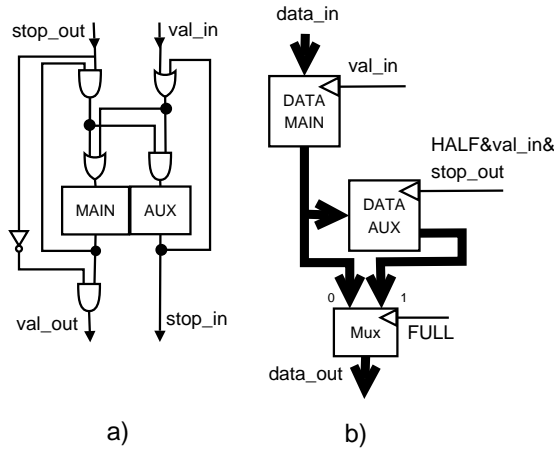 stop_out
val_in
MAIN
AUX
val_out
stop_in
a)
data_in
val_in
DATA
MAIN
HALF&val_in&
stop_out
DATA
AUX
0
1
Mux
FULL
data_out
b)